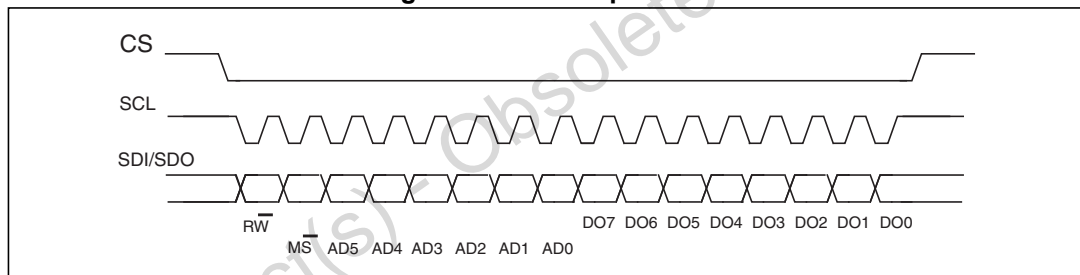 CS
SCL
SDI/SDO
RW̅
MS̅ AD5 AD4 AD3 AD2 AD1 AD0
DO7 DO6 DO5 DO4 DO3 DO2 DO1 DO0
- Obsolete